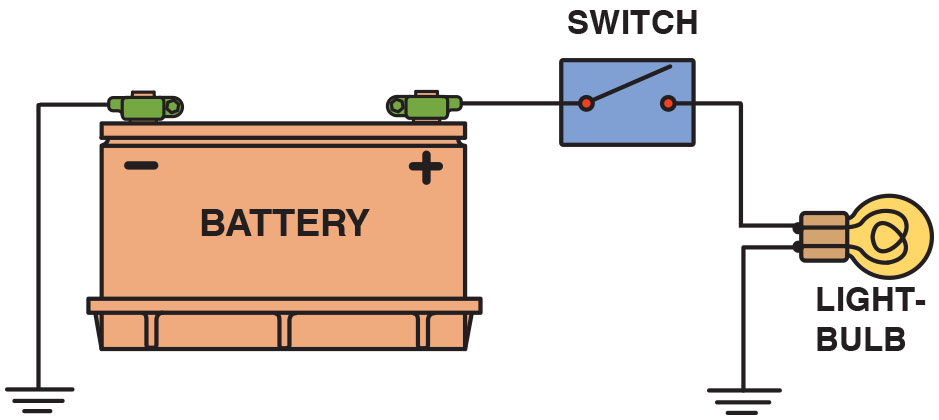 SWITCH
− +
BATTERY
LIGHT-
BULB